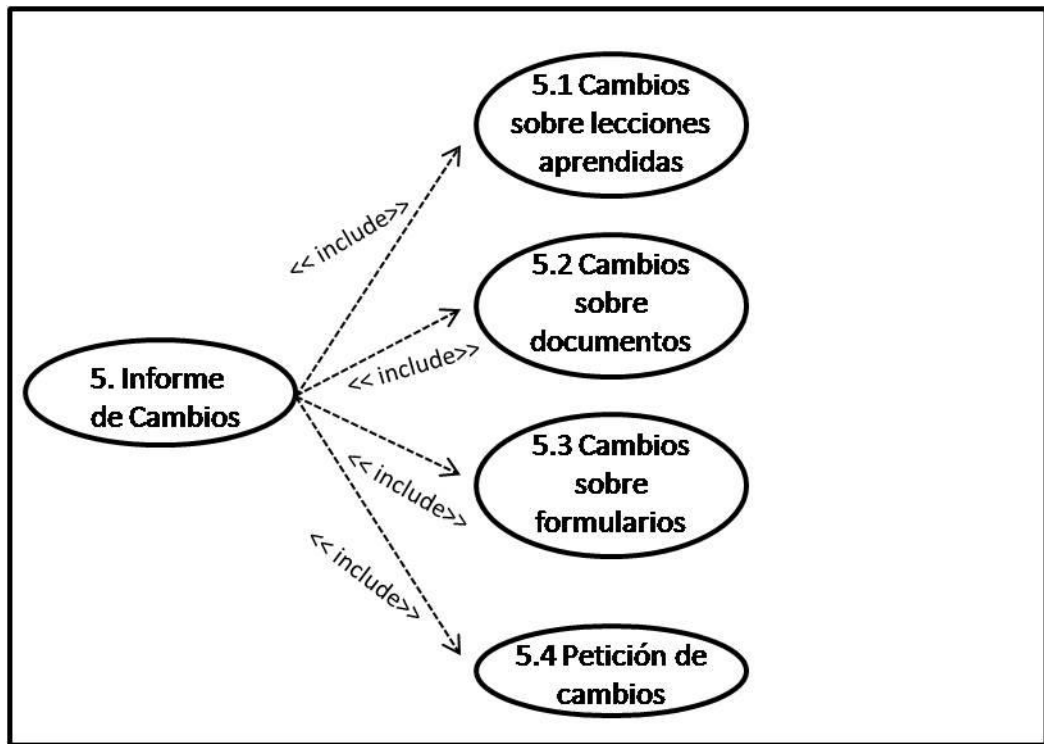 5.1 Cambios
sobre lecciones
aprendidas
<< include>>
5.2 Cambios
sobre
documentos
<< include>>
5. Informe
de Cambios
5.3 Cambios
sobre
formularios
<< include>>
<< include>>
5.4 Petición de
cambios